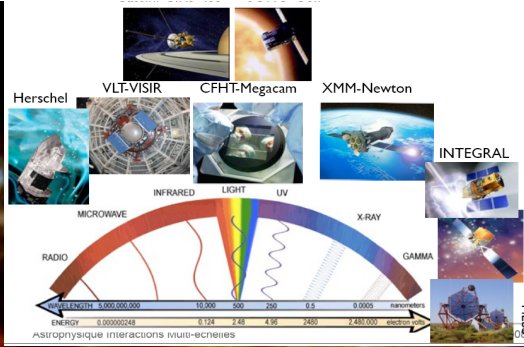 VLT-VISIR
CFHT-Megacam
XMM-Newton
Herschel
INTEGRAL
LIGHT
INFRARED
UV
MICROWAVE
X-RAY
RADIO
GAMMA
WAVELENGTH 5,000,000,000 10,000 500 250 0.5 0.0005 nanometers
ENERGY 0.000000248 0.124 2.48 4.96 2480 2,480,000 electron volts
Astrophysique Interactions Multi-échelles